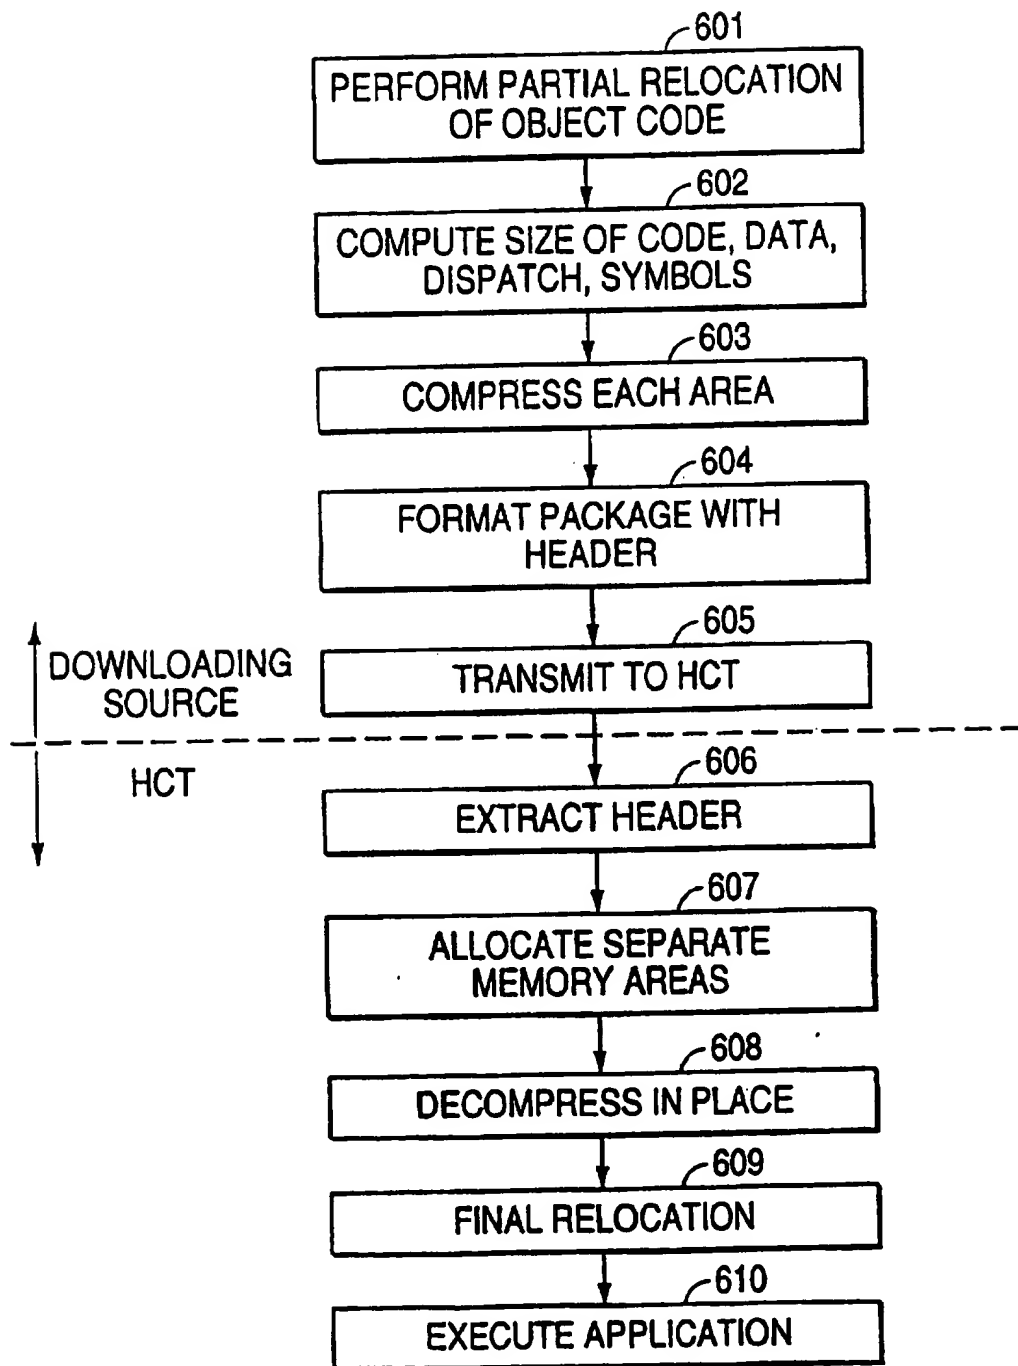 601
PERFORM PARTIAL RELOCATION
OF OBJECT CODE
602
COMPUTE SIZE OF CODE, DATA,
DISPATCH, SYMBOLS
603
COMPRESS EACH AREA
604
FORMAT PACKAGE WITH
HEADER
605
TRANSMIT TO HCT
DOWNLOADING
SOURCE
HCT
606
EXTRACT HEADER
607
ALLOCATE SEPARATE
MEMORY AREAS
608
DECOMPRESS IN PLACE
609
FINAL RELOCATION
610
EXECUTE APPLICATION